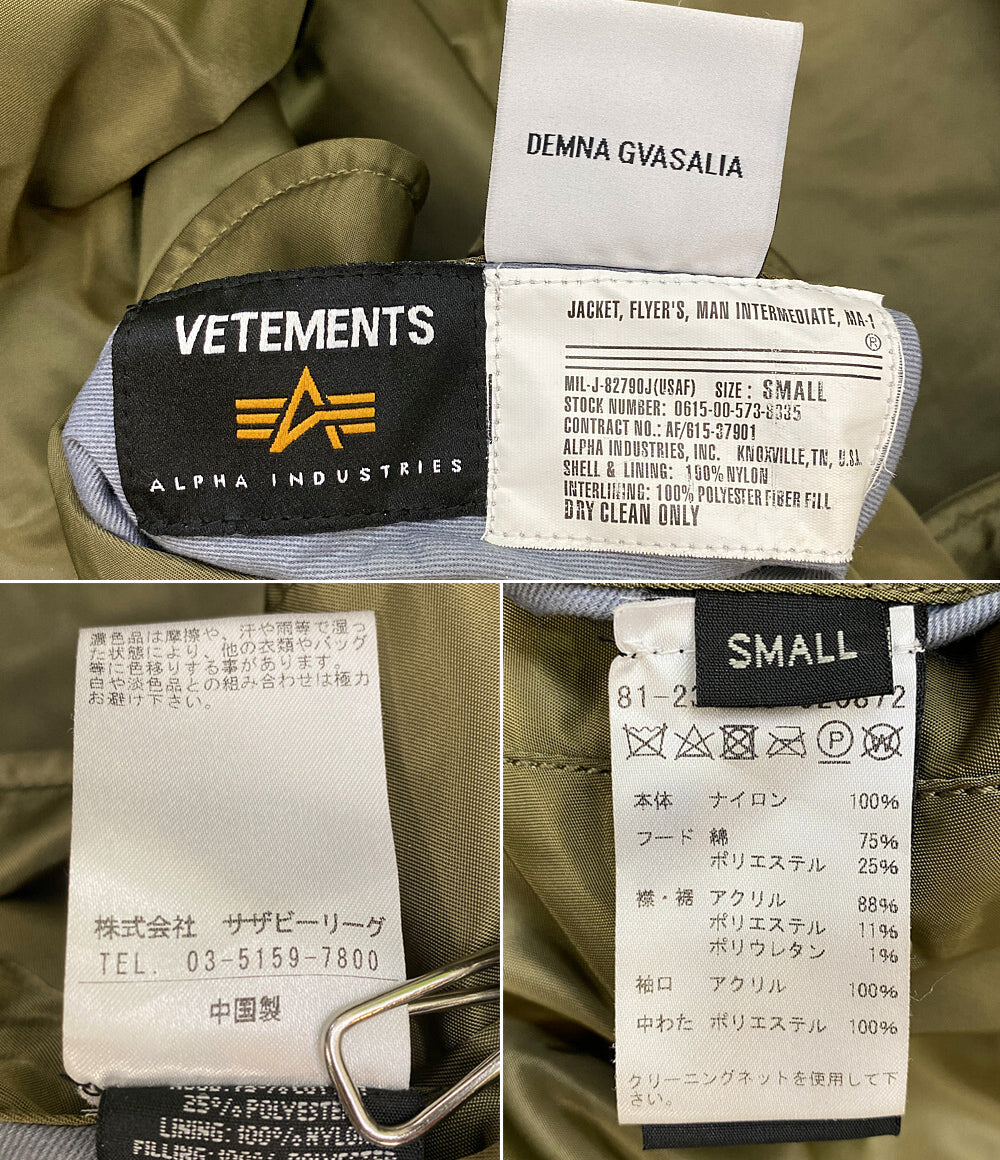 DEMNA GVASALIA
VETEMENTS
ALPHA INDUSTRIES
JACKET, FLYER'S, MAN INTERMEDIATE, MA-1
®
MIL-J-82790J(USAF) SIZE: SMALL
STOCK NUMBER: 0615-00-573-8335
CONTRACT NO.: AF/615-37901
ALPHA INDUSTRIES, INC. KNOXVILLE, TN, U.S.A.
SHELL & LINING: 100% NYLON
INTERLINING: 100% POLYESTER FIBER FILL
DRY CLEAN ONLY
濃色品は摩擦や、汗や雨等で湿っ
た状態により、他の衣類やバッグ
等に色移りする事があります。
白や淡色品との組み合わせは極力
お避け下さい。
株式会社 サザビーリーグ
TEL. 03-5159-7800
中国製
25% POLYESTER
LINING: 100% NYLON
FILLING: 100% POLYESTER
SMALL
本体 ナイロン 100%
フード 綿 75%
ポリエステル 25%
襟・裾 アクリル 88%
ポリエステル 11%
ポリウレタン 1%
袖口 アクリル 100%
中わた ポリエステル 100%
クリーニングネットを使用して下
さい。